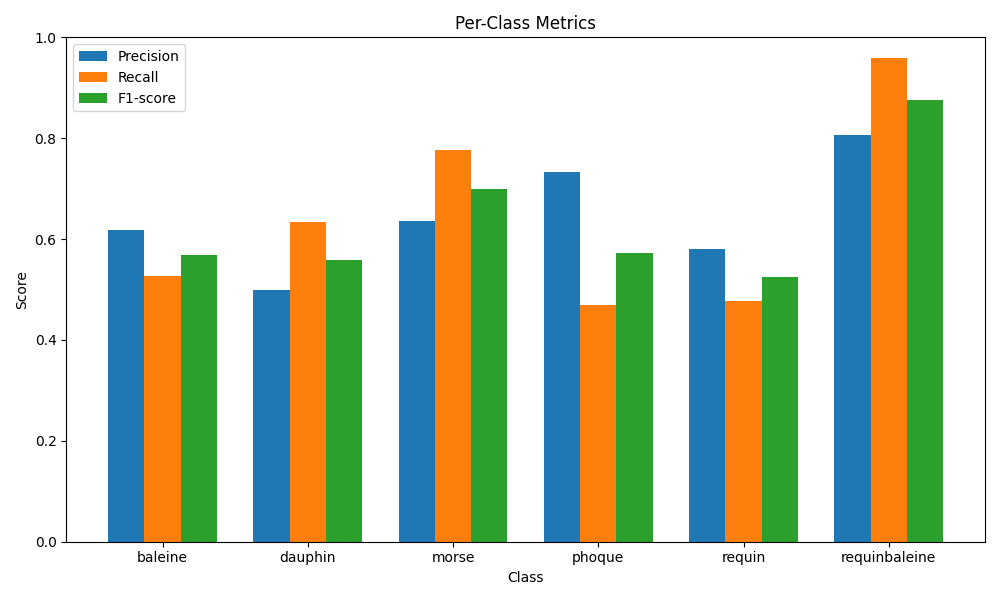 Per-Class Metrics
Precision
Recall
F1-score
Score
1.0
0.8
0.6
0.4
0.2
0.0
baleine dauphin morse phoque requin requinbaleine
Class